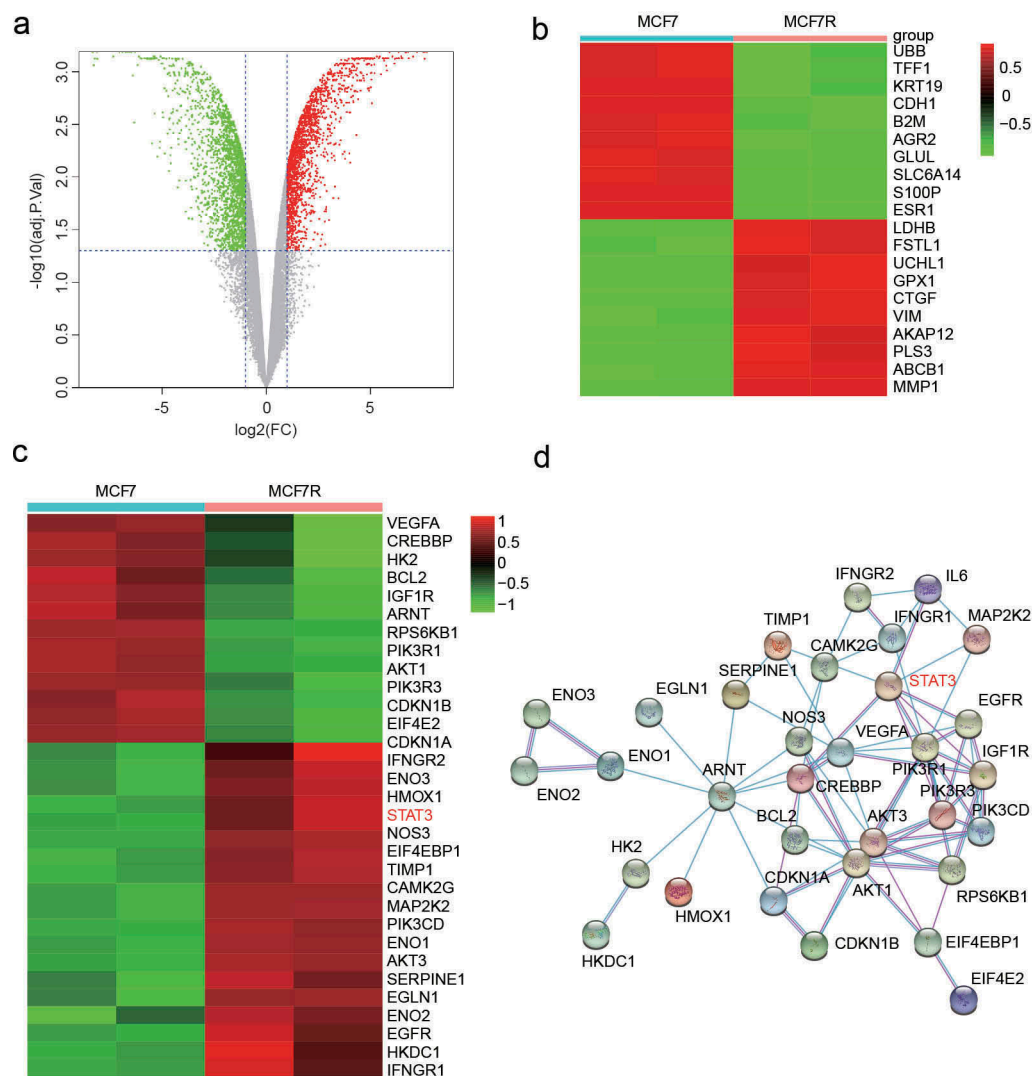 a
3.0
2.5
2.0
1.5
1.0
0.5
0.0
-log10(adj.P.Val)
-5
0
5
log2(FC)
b
MCF7
MCF7R
group
UBB
TFF1
KRT19
CDH1
B2M
AGR2
GLUL
SLC6A14
S100P
ESR1
LDHB
FSTL1
UCHL1
GPX1
CTGF
VIM
AKAP12
PLS3
ABCB1
MMP1
0.5
0
−0.5
c
MCF7
MCF7R
VEGFA
CREBBP
HK2
BCL2
IGF1R
ARNT
RPS6KB1
PIK3R1
AKT1
PIK3R3
CDKN1B
EIF4E2
CDKN1A
IFNGR2
ENO3
HMOX1
STAT3
NOS3
EIF4EBP1
TIMP1
CAMK2G
MAP2K2
PIK3CD
ENO1
AKT3
SERPINE1
EGLN1
ENO2
EGFR
HKDC1
IFNGR1
1
0.5
0
−0.5
−1
d
IFNGR2
IL6
TIMP1
IFNGR1
MAP2K2
CAMK2G
SERPINE1
STAT3
ENO3
EGLN1
NOS3
VEGFA
EGFR
ENO1
ARNT
PIK3R1
IGF1R
ENO2
CREBBP
PIK3R3
BCL2
AKT3
PIK3CD
HK2
CDKN1A
AKT1
RPS6KB1
HMOX1
HKDC1
CDKN1B
EIF4EBP1
EIF4E2